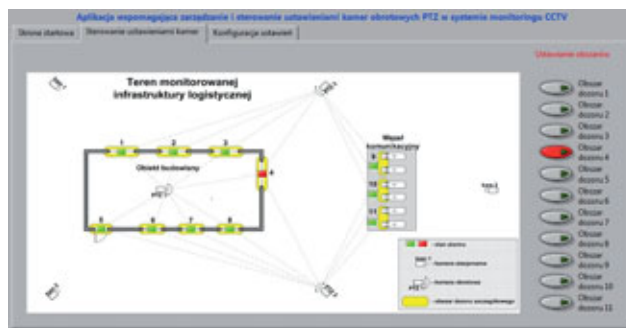 Aplikacja wspomagająca zarządzanie i sterowanie ustawieniami kamer obrotowych PTZ w systemie monitoringu CCTV
Strona startowa Sterowanie ustawieniami kamer Konfiguracja ustawień
Ustawienie obszarów
Teren monitorowanej
infrastruktury logistycznej
Obszar
dozoru 1
Obszar
dozoru 2
Obszar
dozoru 3
Obszar
dozoru 4
Obszar
dozoru 5
Obszar
dozoru 6
Obszar
dozoru 7
Obszar
dozoru 8
Obszar
dozoru 9
Obszar
dozoru 10
Obszar
dozoru 11
Węzeł
komunikacyjny
1 2 3
4
Obiekt budowlany
5 6 7 8
9
10
11
- stan alarmu
- kamera stacjonarna
- kamera obrotowa
- obszar dozoru szczególnego